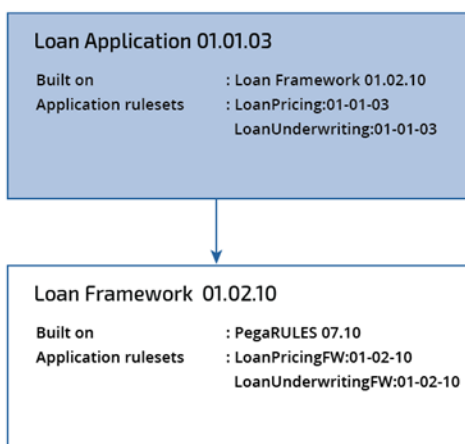 Loan Application 01.01.03
Built on : Loan Framework 01.02.10
Application rulesets : LoanPricing:01-01-03
LoanUnderwriting:01-01-03
Loan Framework 01.02.10
Built on : PegaRULES 07.10
Application rulesets : LoanPricingFW:01-02-10
LoanUnderwritingFW:01-02-10